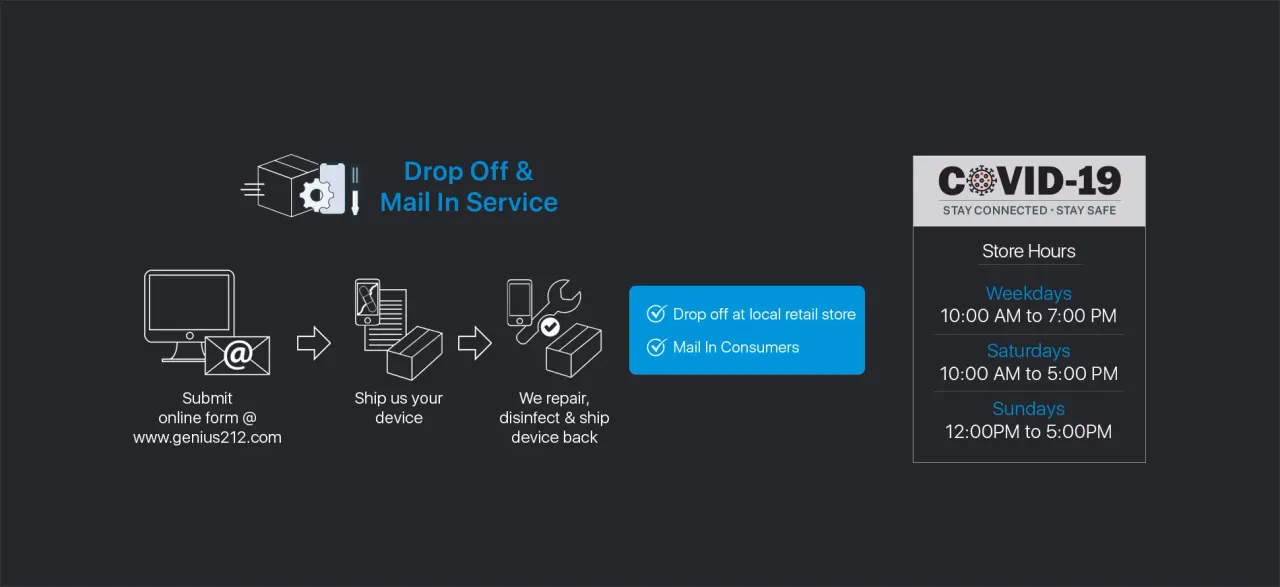 Drop Off &
Mail In Service
Submit
online form @
www.genius212.com
Ship us your
device
We repair,
disinfect & ship
device back
Drop off at local retail store
Mail In Consumers
COVID-19
STAY CONNECTED • STAY SAFE
Store Hours
Weekdays
10:00 AM to 7:00 PM
Saturdays
10:00 AM to 5:00 PM
Sundays
12:00PM to 5:00PM